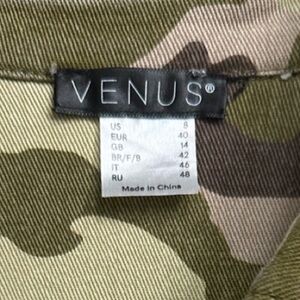 VENUS®
US 8
EUR 40
GB 14
BR/F/B 42
IT 46
RU 48
Made in China